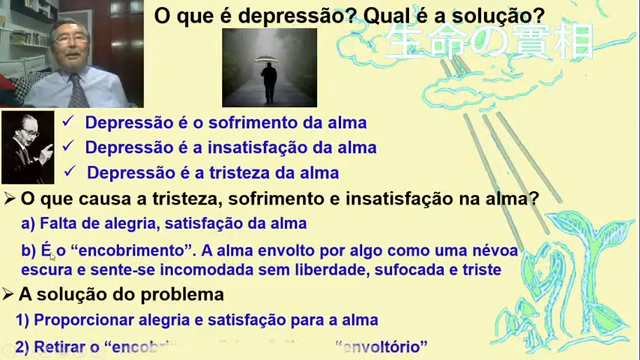 O que é depressão? Qual é a solução?
生命の實相
✓ Depressão é o sofrimento da alma
✓ Depressão é a insatisfação da alma
✓ Depressão é a tristeza da alma
➢ O que causa a tristeza, sofrimento e insatisfação na alma?
a) Falta de alegria, satisfação da alma
b) É o “encobrimento”. A alma envolto por algo como uma névoa
escura e sente-se incomodada sem liberdade, sufocada e triste
➢ A solução do problema
1) Proporcionar alegria e satisfação para a alma
2) Retirar o “envoltório”